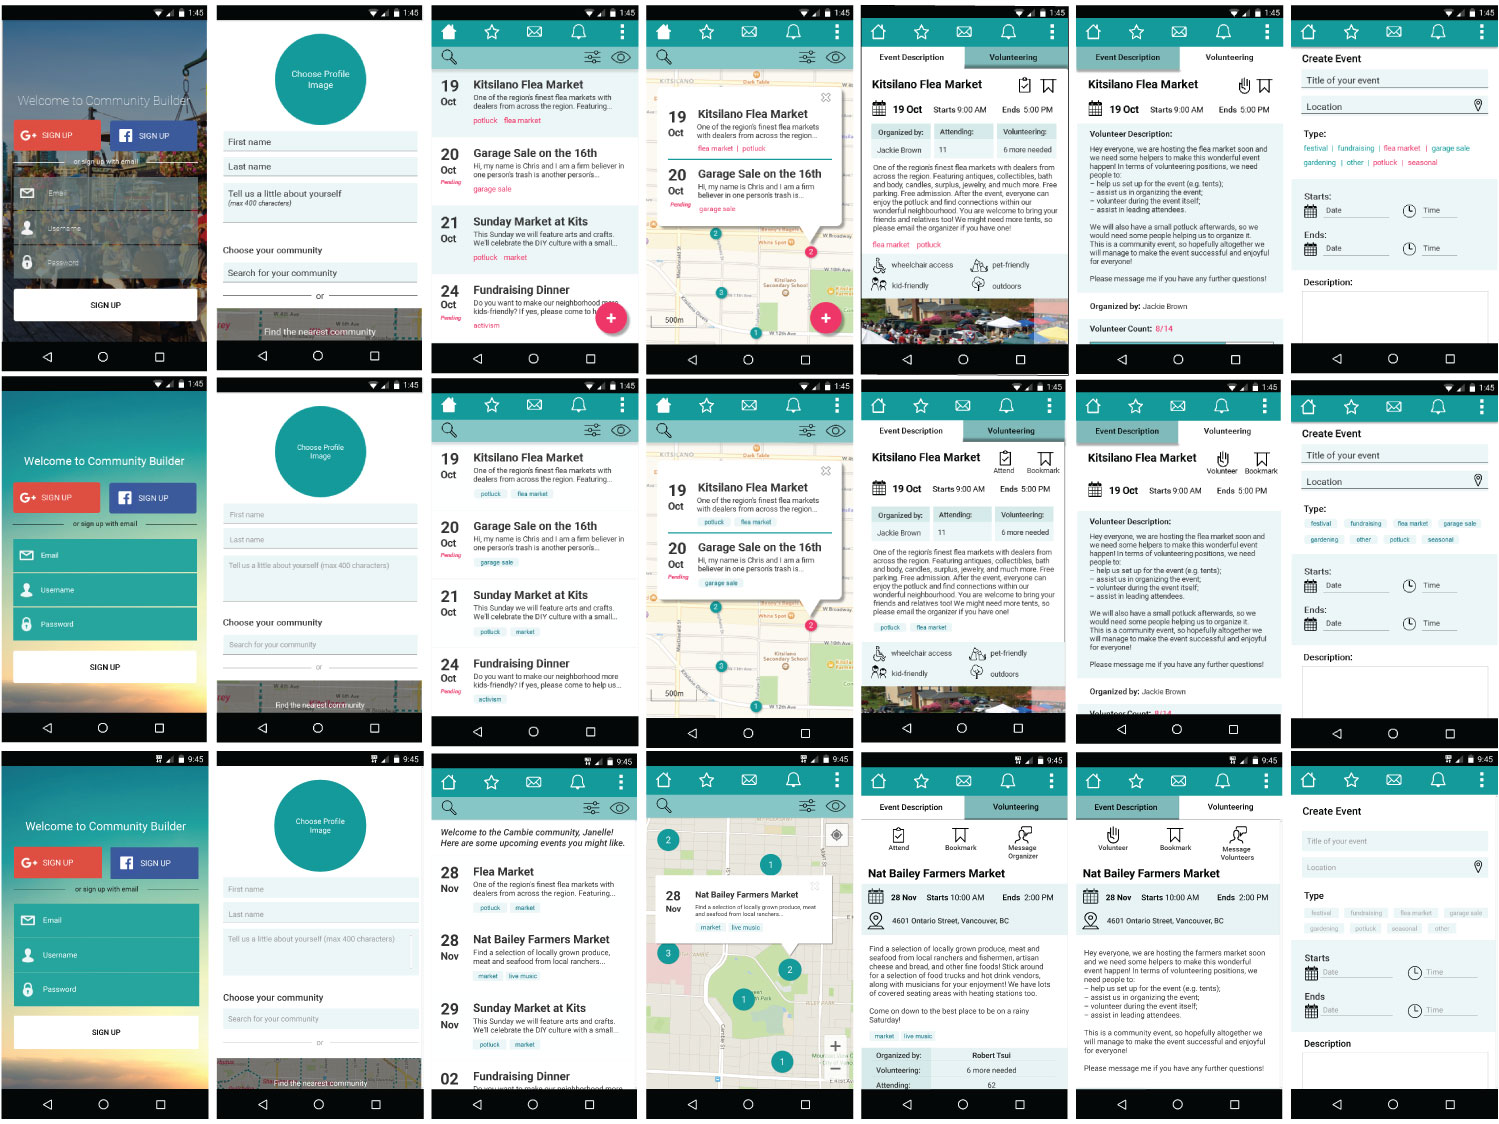 1:45
Welcome to Community Builder
G+ SIGN UP
SIGN UP
or sign up with email
Email
Username
Password
SIGN UP
1:45
Choose Profile
Image
First name
Last name
Tell us a little about yourself
(max 400 characters)
Choose your community
Search for your community
or
Find the nearest community
1:45
19
Oct
Kitsilano Flea Market
One of the region's finest flea markets with
dealers from across the region. Featuring...
potluck flea market
20
Oct
Pending
Garage Sale on the 16th
Hi, my name is Chris and I am a firm believer
in one person's trash is another person's...
garage sale
21
Oct
Sunday Market at Kits
This Sunday we will feature arts and crafts.
We'll celebrate the DIY culture with a small...
potluck market
24
Oct
Pending
Fundraising Dinner
Do you want to make our neighborhood more
kids-friendly? If yes, please come to h
activism
+
1:45
KITSILANO
19
Oct
Kitsilano Flea Market
One of the region's finest flea markets with
dealers from across the region...
flea market | potluck
20
Oct
Pending
Garage Sale on the 16th
Hi, my name is Chris and I am a firm
believer in one person's trash is...
garage sale
2
White Spot
W Broadway
2
W 10th Ave
Kitsilano
Secondary School
3
500m
1
W 12th Ave
+
1:45
Event Description
Volunteering
Kitsilano Flea Market
19 Oct Starts 9:00 AM Ends 5:00 PM
Organized by: Attending: Volunteering:
Jackie Brown 11 6 more needed
One of the region's finest flea markets with dealers
from across the region. Featuring antiques,
collectibles, bath and body, candles, surplus, jewelry, and much more. Free
parking. Free admission. After the event, everyone can
enjoy the potluck and find connections within our
wonderful neighbourhood. You are welcome to bring your
friends and relatives too! We might need more tents, so
please email the organizer if you have one!
flea market potluck
wheelchair access pet-friendly
kid-friendly outdoors
1:45
Event Description
Volunteering
Kitsilano Flea Market
19 Oct Starts 9:00 AM Ends 5:00 PM
Volunteer Description:
Hey everyone, we are hosting the flea market soon and
we need some helpers to make this wonderful
event happen! In terms of volunteering positions, we need
people to:
– help us set up for the event (e.g. tents);
– assist us in organizing the event;
– volunteer during the event itself;
– assist in leading attendees.
We will also have a small potluck afterwards, so we
would need some people helping us to organize it.
This is a community event, so hopefully altogether we
will manage to make the event successful and enjoyful
for everyone!
Please message me if you have any further questions!
Organized by: Jackie Brown
Volunteer Count: 8/14
1:45
Create Event
Title of your event
Location
Type:
festival | fundraising | flea market | garage sale
gardening | other | potluck | seasonal
Starts:
Date Time
Ends:
Date Time
Description:
1:45
Welcome to Community Builder
G+ SIGN UP
SIGN UP
or sign up with email
Email
Username
Password
SIGN UP
1:45
Choose Profile
Image
First name
Last name
Tell us a little about yourself (max 400 characters)
Choose your community
Search for your community
or
Find the nearest community
1:45
19
Oct
Kitsilano Flea Market
One of the region's finest flea markets with
dealers from across the region. Featuring...
potluck flea market
20
Oct
Pending
Garage Sale on the 16th
Hi, my name is Chris and I am a firm believer
in one person's trash is another person's...
garage sale
21
Oct
Sunday Market at Kits
This Sunday we will feature arts and crafts.
We'll celebrate the DIY culture with a small...
potluck market
24
Oct
Pending
Fundraising Dinner
Do you want to make our neighborhood more
kids-friendly? If yes, please come to help us...
activism
1:45
KITSILANO
19
Oct
Kitsilano Flea Market
One of the region's finest flea markets
with dealers from across the region...
potluck flea market
20
Oct
Pending
Garage Sale on the 16th
Hi, my name is Chris and I am a firm
believer in one person's trash is...
garage sale
2
W Broadway
2
W 10th Ave
Kitsilano
Secondary School
3
500m
1
W 12th Ave
1:45
Event Description
Volunteering
Kitsilano Flea Market
Attend Bookmark
19 Oct Starts 9:00 AM Ends 5:00 PM
Organized by: Attending: Volunteering:
Jackie Brown 11 6 more needed
One of the region's finest flea markets with dealers from
across the region. Featuring antiques, collectibles, bath
and body, candles, surplus, jewelry, and much more. Free
parking. Free admission. After the event, everyone can
enjoy the potluck and find connections within our
wonderful neighbourhood. You are welcome to bring your
friends and relatives too! We might need more tents, so
please email the organizer if you have one!
potluck flea market
wheelchair access pet-friendly
kid-friendly outdoors
1:45
Event Description
Volunteering
Kitsilano Flea Market
Volunteer Bookmark
19 Oct Starts 9:00 AM Ends 5:00 PM
Volunteer Description:
Hey everyone, we are hosting the flea market soon and
we need some helpers to make this wonderful event
happen! In terms of volunteering positions, we need
people to:
– help us set up for the event (e.g. tents);
– assist us in organizing the event;
– volunteer during the event itself;
– assist in leading attendees.
We will also have a small potluck afterwards, so we
would need some people helping us to organize it.
This is a community event, so hopefully altogether we
will manage to make the event successful and enjoyful
for everyone!
Please message me if you have any further questions!
Organized by: Jackie Brown
Volunteer Count: 8/14
1:45
Create Event
Title of your event
Location
Type:
festival fundraising flea market garage sale
gardening other potluck seasonal
Starts:
Date Time
Ends:
Date Time
Description:
9:45
Welcome to Community Builder
G+ SIGN UP
SIGN UP
or sign up with email
Email
Username
Password
SIGN UP
9:45
Choose Profile
Image
First name
Last name
Tell us a little about yourself (max 400 characters)
Choose your community
Search for your community
or
Find the nearest community
9:45
Welcome to the Cambie community, Janelle!
Here are some upcoming events you might like.
28
Nov
Flea Market
One of the region's finest flea markets with
dealers from across the region. Featuring...
potluck market
28
Nov
Nat Bailey Farmers Market
Find a selection of locally grown produce,
meat and seafood from local ranchers...
market live music
29
Nov
Sunday Market at Kits
This Sunday we will feature arts and crafts.
We'll celebrate the DIY culture with a small...
potluck market
02
Fundraising Dinner
9:45
2
1
28
Nov
Nat Bailey Farmers Market
Find a selection of locally grown produce, meat
and seafood from local ranchers...
market live music
3
2
1
1
+
−
9:45
Event Description
Volunteering
Attend
Bookmark
Message
Organizer
Nat Bailey Farmers Market
28 Nov Starts 10:00 AM Ends 2:00 PM
4601 Ontario Street, Vancouver, BC
Find a selection of locally grown produce, meat and
seafood from local ranchers and fishermen, artisan
cheese and bread, and other fine foods! Stick around
for a selection of food trucks and hot drink vendors,
along with musicians for your enjoyment! We have lots
of covered seating areas with heating stations too.
Come on down to the best place to be on a rainy
Saturday!
market live music
Organized by: Robert Tsui
Volunteering: 6 more needed
Attending: 62
9:45
Event Description
Volunteering
Volunteer
Bookmark
Message
Volunteers
Nat Bailey Farmers Market
28 Nov Starts 10:00 AM Ends 2:00 PM
4601 Ontario Street, Vancouver, BC
Hey everyone, we are hosting the farmers market soon
and we need some helpers to make this wonderful
event happen! In terms of volunteering positions, we
need people to:
– help us set up for the event (e.g. tents);
– assist us in organizing the event;
– volunteer during the event itself;
– assist in leading attendees.
This is a community event, so hopefully altogether we
will manage to make the event successful and enjoyful
for everyone!
Please message me if you have any further questions!
9:45
Create Event
Title of your event
Location
Type
festival fundraising flea market garage sale
gardening potluck seasonal other
Starts
Date Time
Ends
Date Time
Description